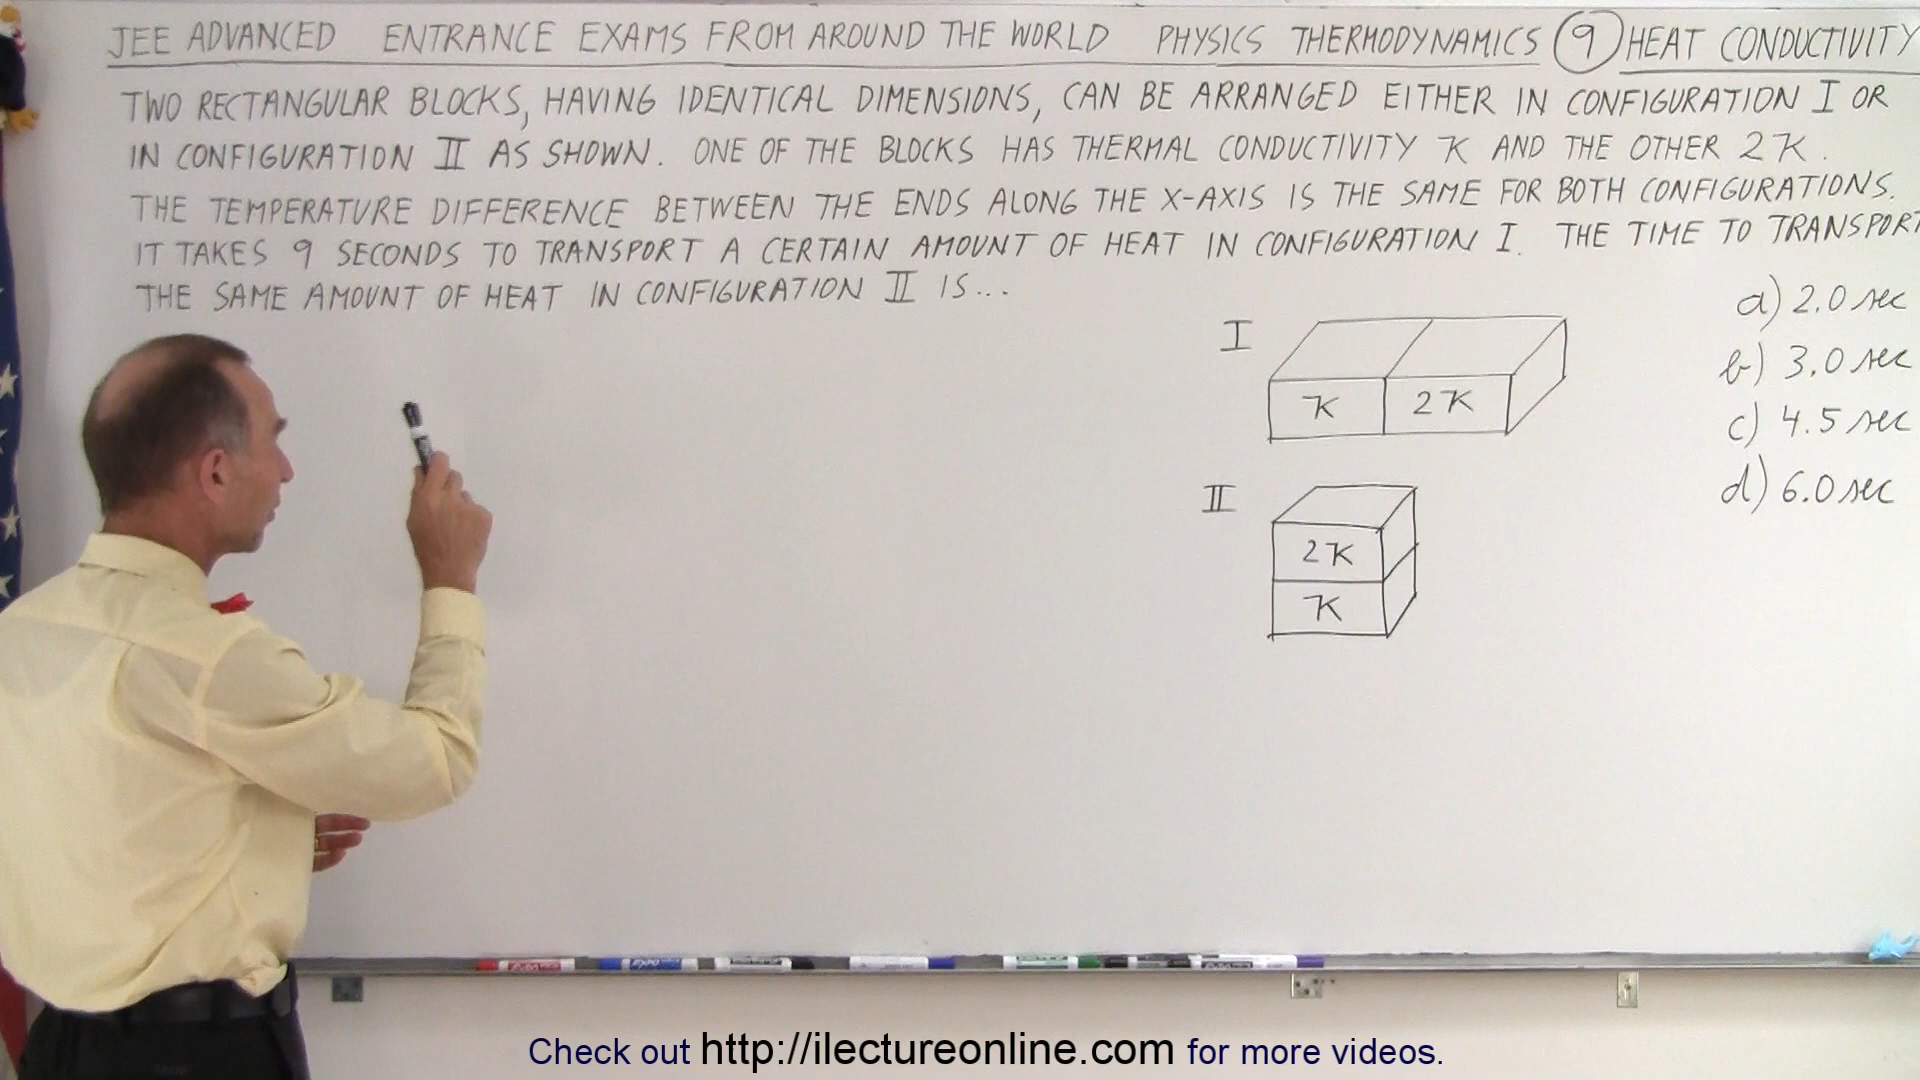 JEE ADVANCED ENTRANCE EXAMS FROM AROUND THE WORLD PHYSICS THERMODYNAMICS 9 HEAT CONDUCTIVITY
TWO RECTANGULAR BLOCKS, HAVING IDENTICAL DIMENSIONS, CAN BE ARRANGED EITHER IN CONFIGURATION I OR
IN CONFIGURATION II AS SHOWN. ONE OF THE BLOCKS HAS THERMAL CONDUCTIVITY K AND THE OTHER 2K.
THE TEMPERATURE DIFFERENCE BETWEEN THE ENDS ALONG THE X-AXIS IS THE SAME FOR BOTH CONFIGURATIONS.
IT TAKES 9 SECONDS TO TRANSPORT A CERTAIN AMOUNT OF HEAT IN CONFIGURATION I. THE TIME TO TRANSPORT
THE SAME AMOUNT OF HEAT IN CONFIGURATION II IS...
a) 2.0 sec
b) 3.0 sec
c) 4.5 sec
d) 6.0 sec
I
K 2K
II
2K
K
Check out http://ilectureonline.com for more videos.